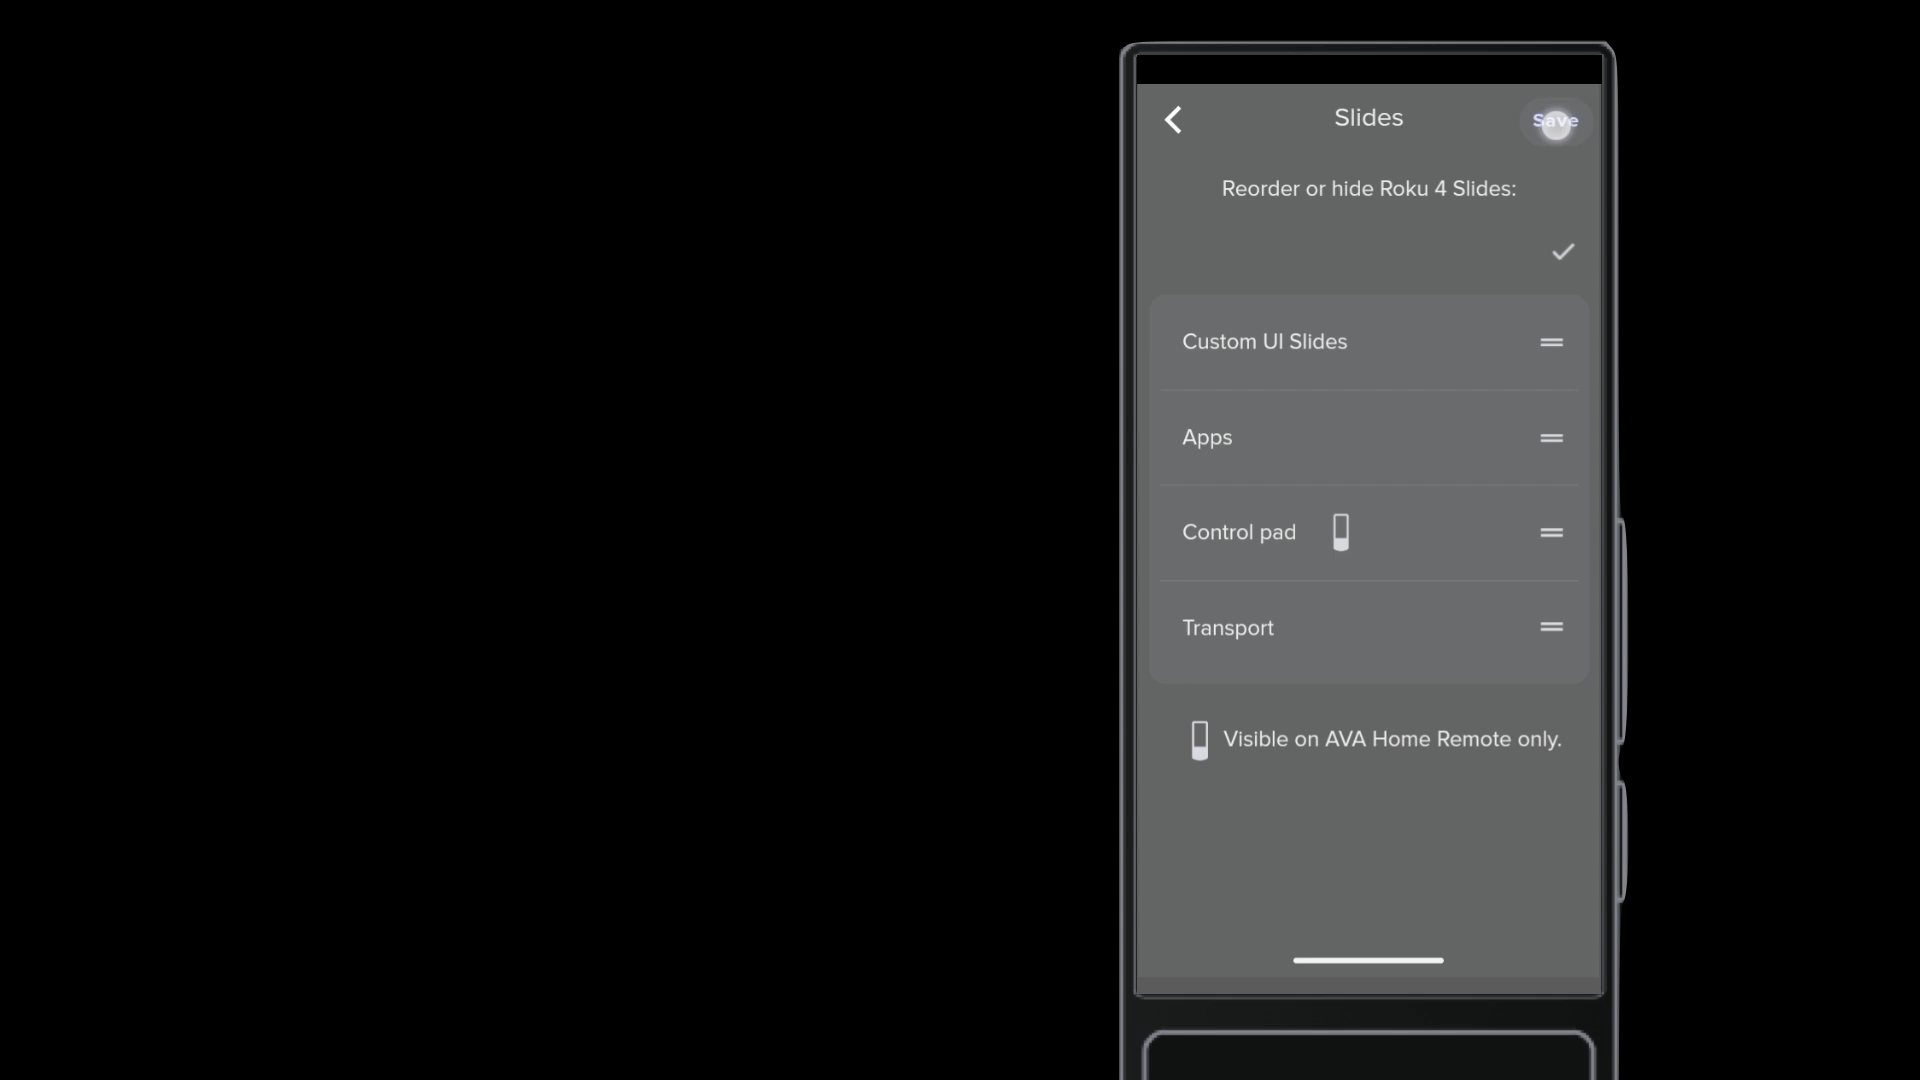 Slides
Save
Reorder or hide Roku 4 Slides:
Custom UI Slides
Apps
Control pad
Transport
Visible on AVA Home Remote only.